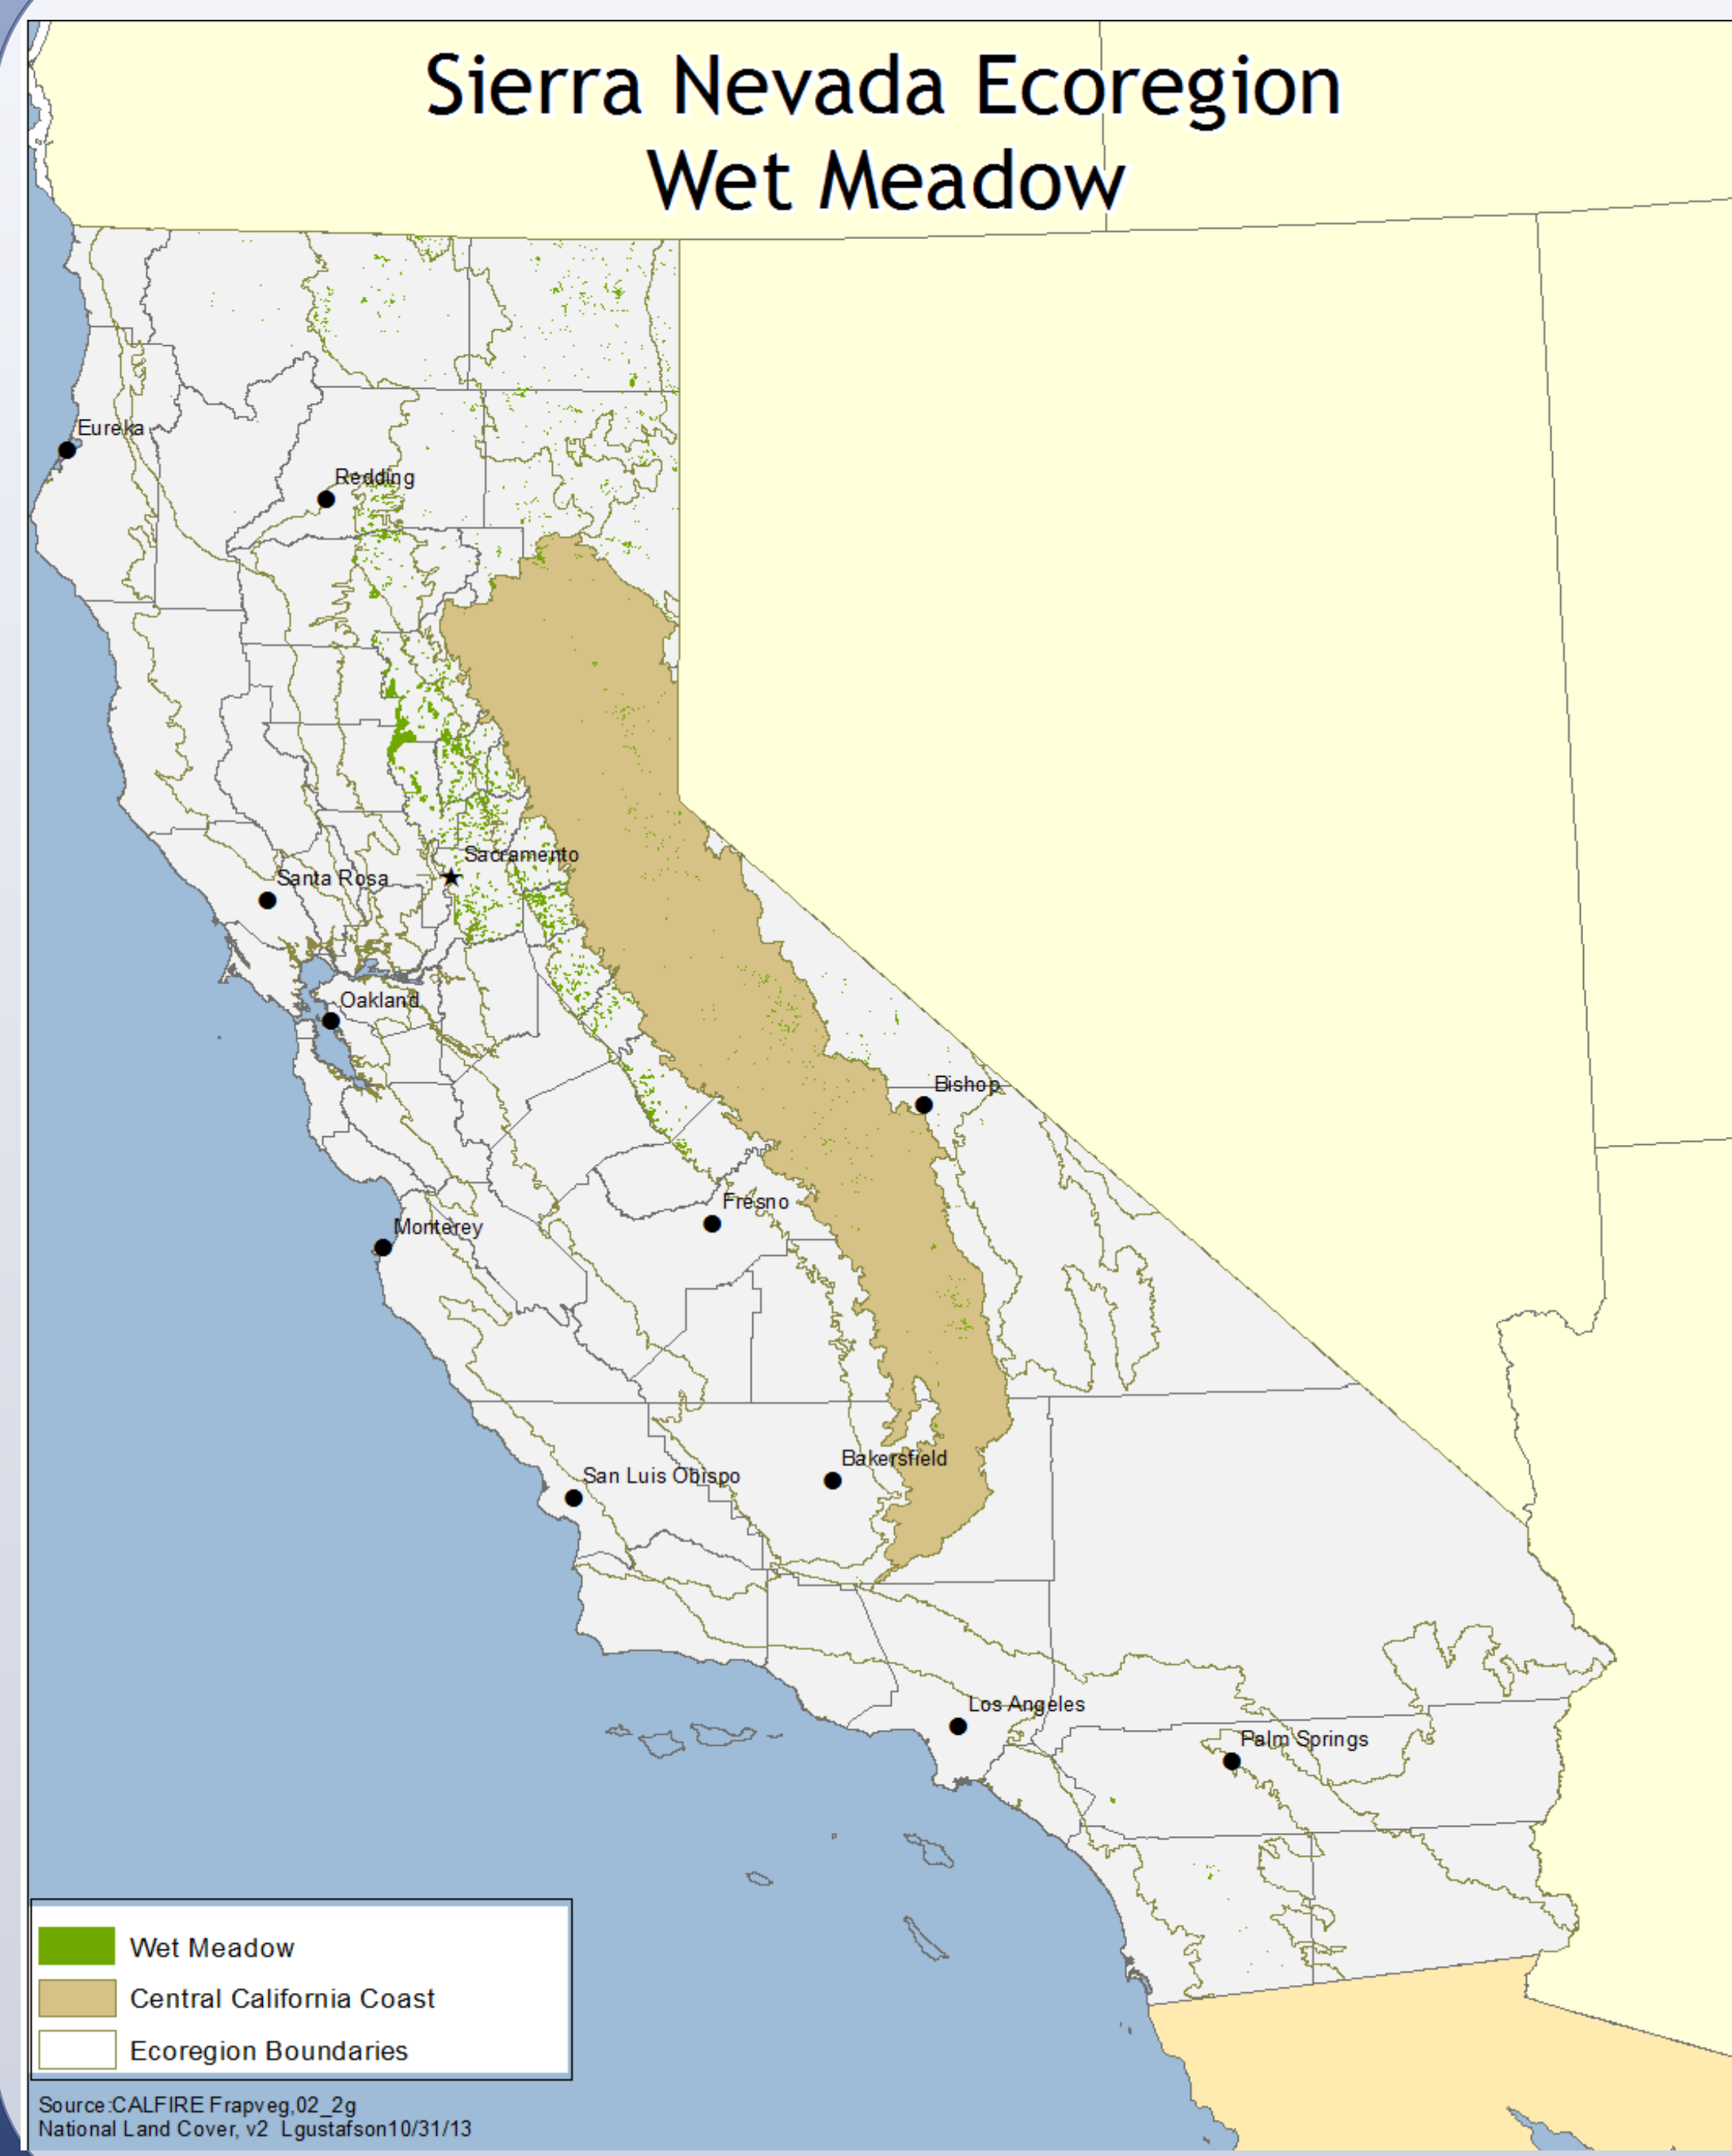 Sierra Nevada Ecoregion
Wet Meadow
Eureka
Redding
Sacramento
Santa Rosa
Oakland
Bishop
Fresno
Monterey
Bakersfield
San Luis Obispo
Los Angeles
Palm Springs
Wet Meadow
Central California Coast
Ecoregion Boundaries
Source:CALFIRE Frapveg,02_2g
National Land Cover, v2 Lgustafson10/31/13